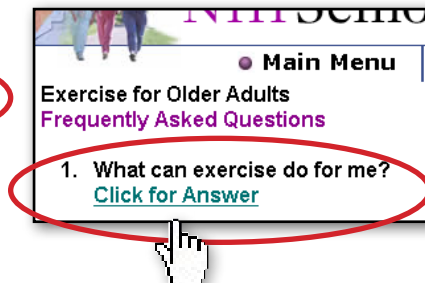 Main Menu
Exercise for Older Adults
Frequently Asked Questions
1. What can exercise do for me?
Click for Answer